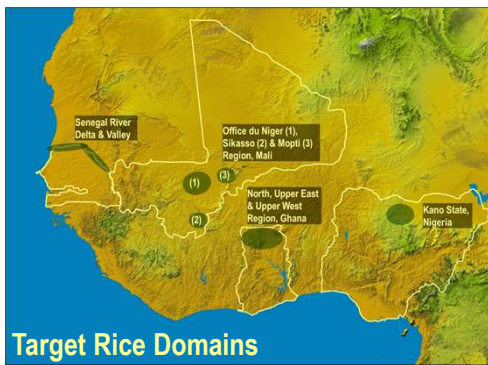 Senegal River
Delta & Valley
Office du Niger (1),
Sikasso (2) & Mopti (3)
Region, Mali
(3)
(1)
North, Upper East
& Upper West
Region, Ghana
(2)
Kano State,
Nigeria
Target Rice Domains